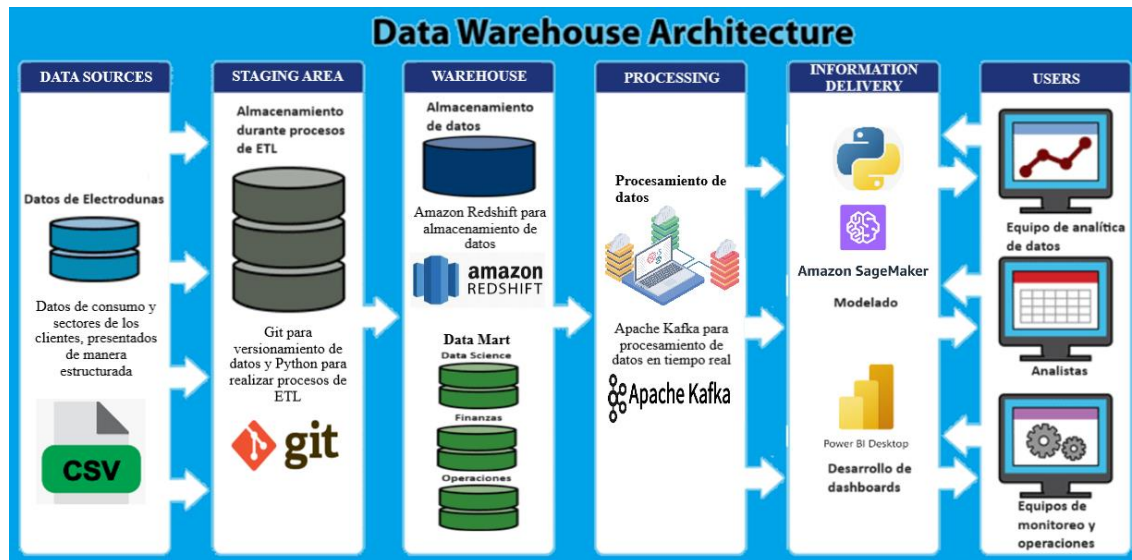 Data Warehouse Architecture
DATA SOURCES
Datos de Electrodunas
Datos de consumo y
sectores de los
clientes, presentados
de manera
estructurada
CSV
STAGING AREA
Almacenamiento
durante procesos
de ETL
Git para
versionamiento de
datos y Python para
realizar procesos de
ETL
git
WAREHOUSE
Almacenamiento
de datos
Amazon Redshift para
almacenamiento de
datos
amazon
REDSHIFT
Data Mart
Data Science
Finanzas
Operaciones
PROCESSING
Procesamiento de
datos
Apache Kafka para
procesamiento de
datos en tiempo real
Apache Kafka
INFORMATION
DELIVERY
Amazon SageMaker
Modelado
Power BI Desktop
Desarrollo de
dashboards
USERS
Equipo de analítica
de datos
Analistas
Equipos de
monitoreo y
operaciones